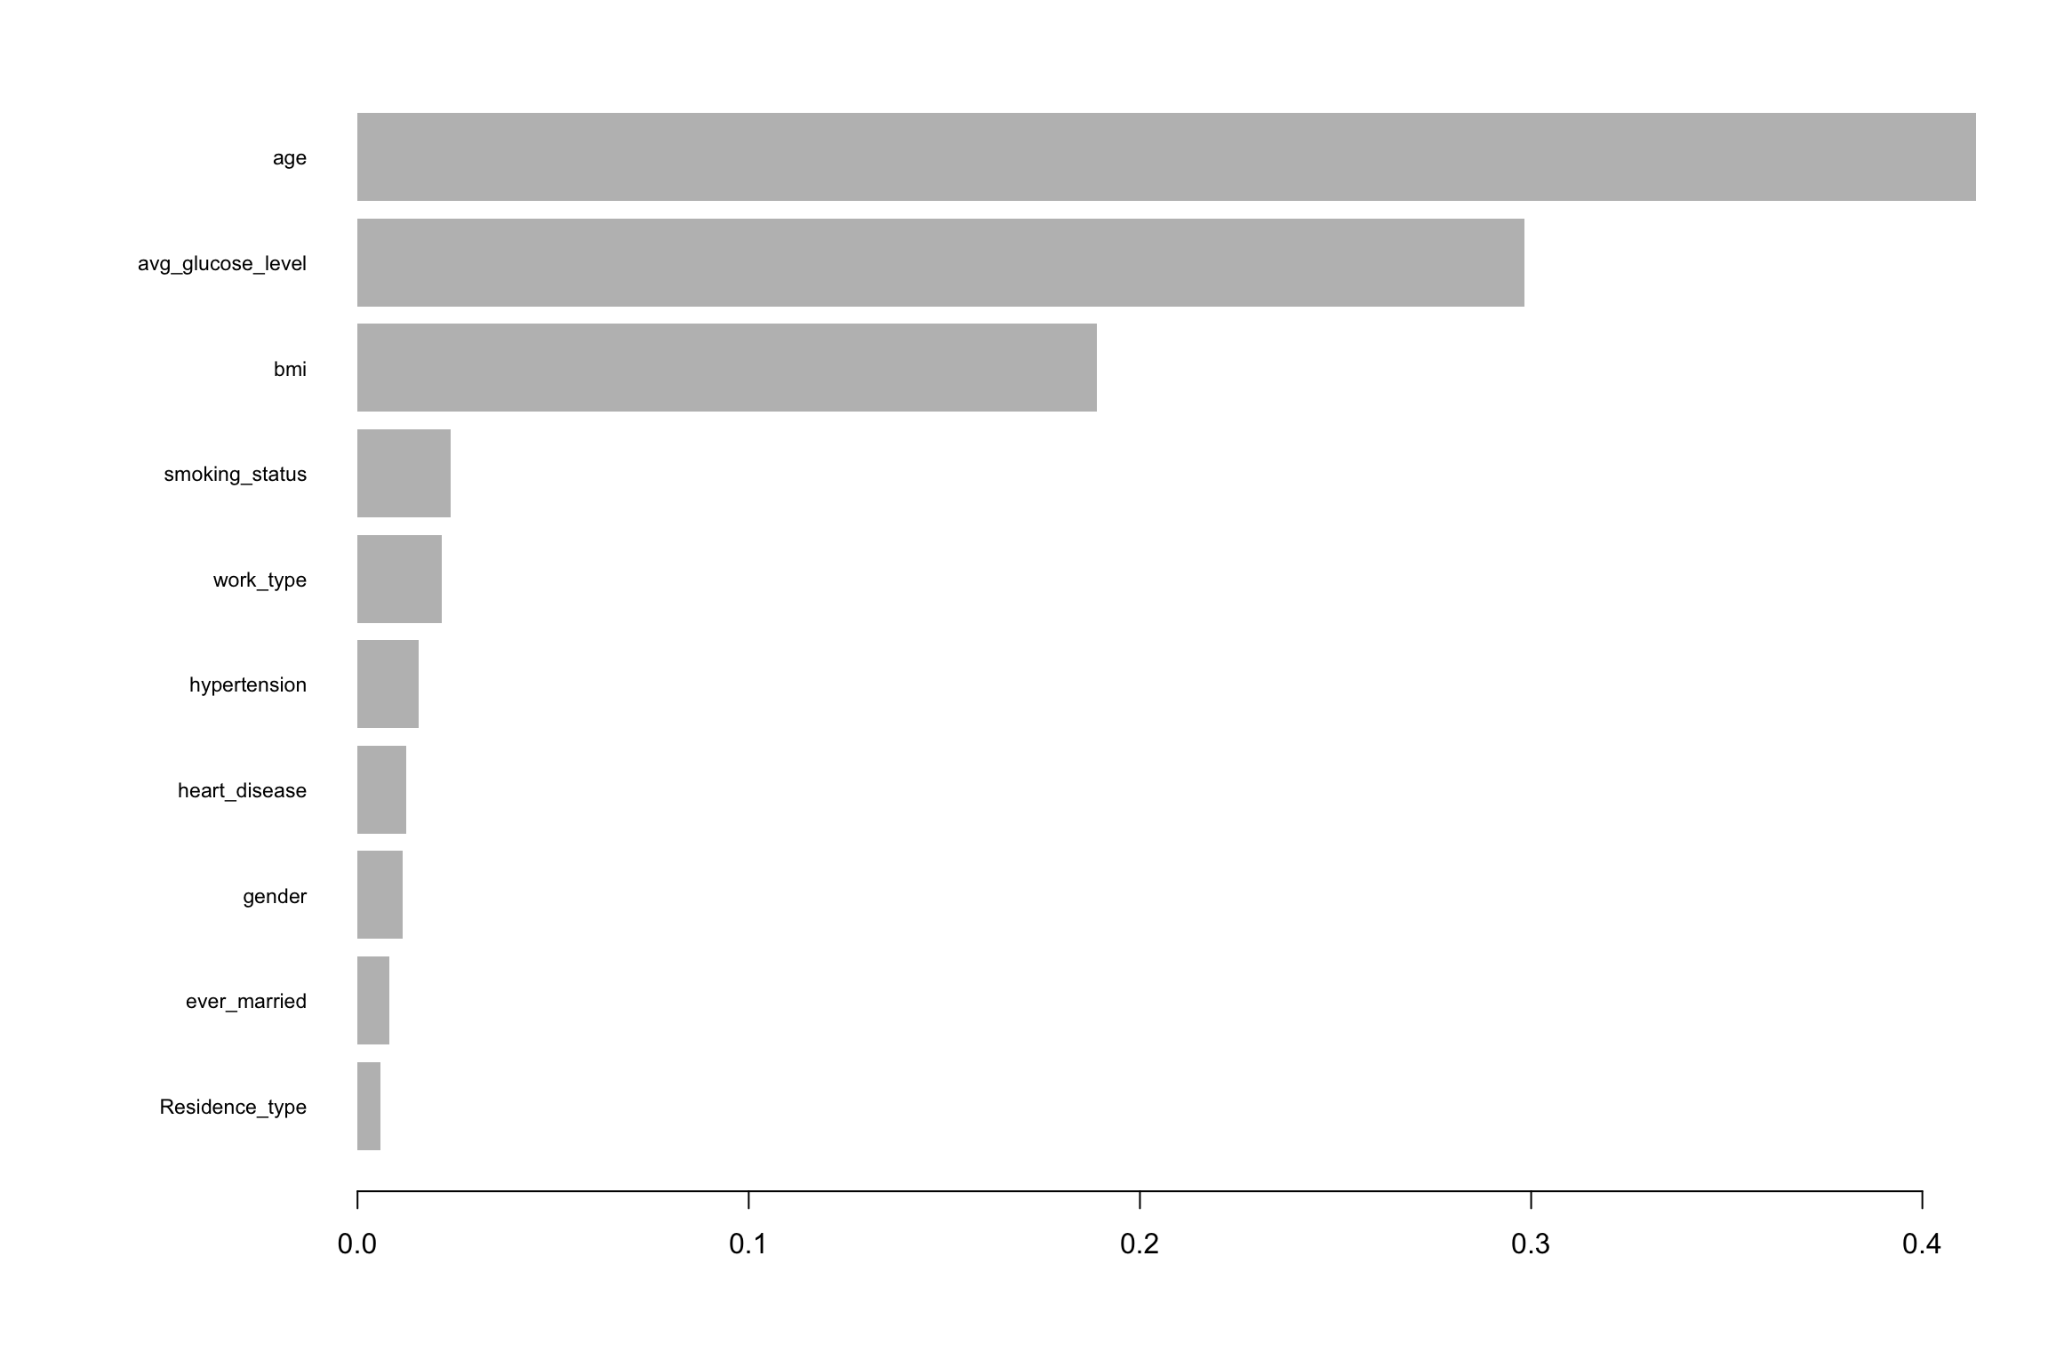 age
avg_glucose_level
bmi
smoking_status
work_type
hypertension
heart_disease
gender
ever_married
Residence_type
0.0 0.1 0.2 0.3 0.4